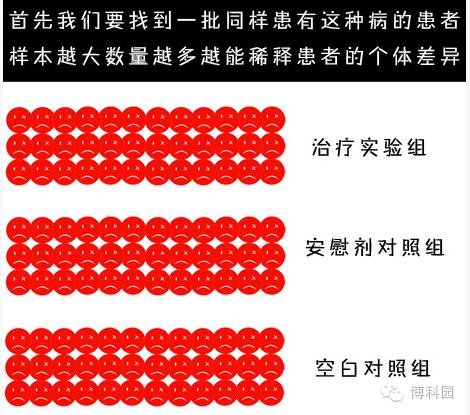 首先我们要找到一批同样患有这种病的患者
样本越大数量越多越能稀释患者的个体差异
治疗实验组
安慰剂对照组
空白对照组
博科园